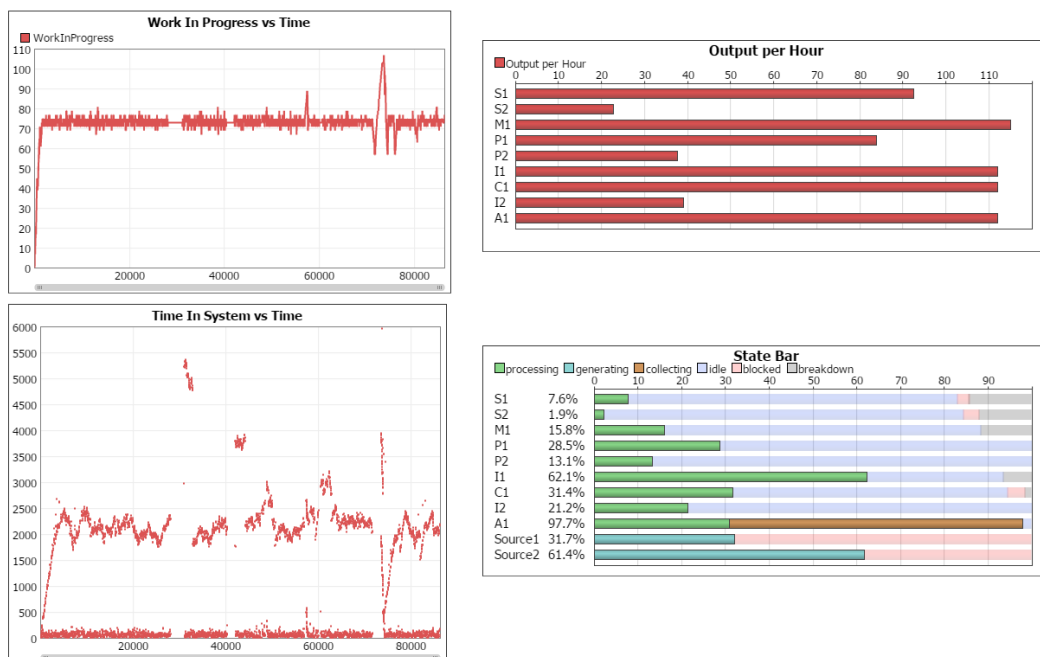 Work In Progress vs Time
WorkInProgress
110
100
90
80
70
60
50
40
30
20
10
0
20000 40000 60000 80000
Output per Hour
Output per Hour
0 10 20 30 40 50 60 70 80 90 100 110
S1
S2
M1
P1
P2
I1
C1
I2
A1
Time In System vs Time
6000
5500
5000
4500
4000
3500
3000
2500
2000
1500
1000
500
0
20000 40000 60000 80000
State Bar
processing generating collecting idle blocked breakdown
0 10 20 30 40 50 60 70 80 90
S1 7.6%
S2 1.9%
M1 15.8%
P1 28.5%
P2 13.1%
I1 62.1%
C1 31.4%
I2 21.2%
A1 97.7%
Source1 31.7%
Source2 61.4%